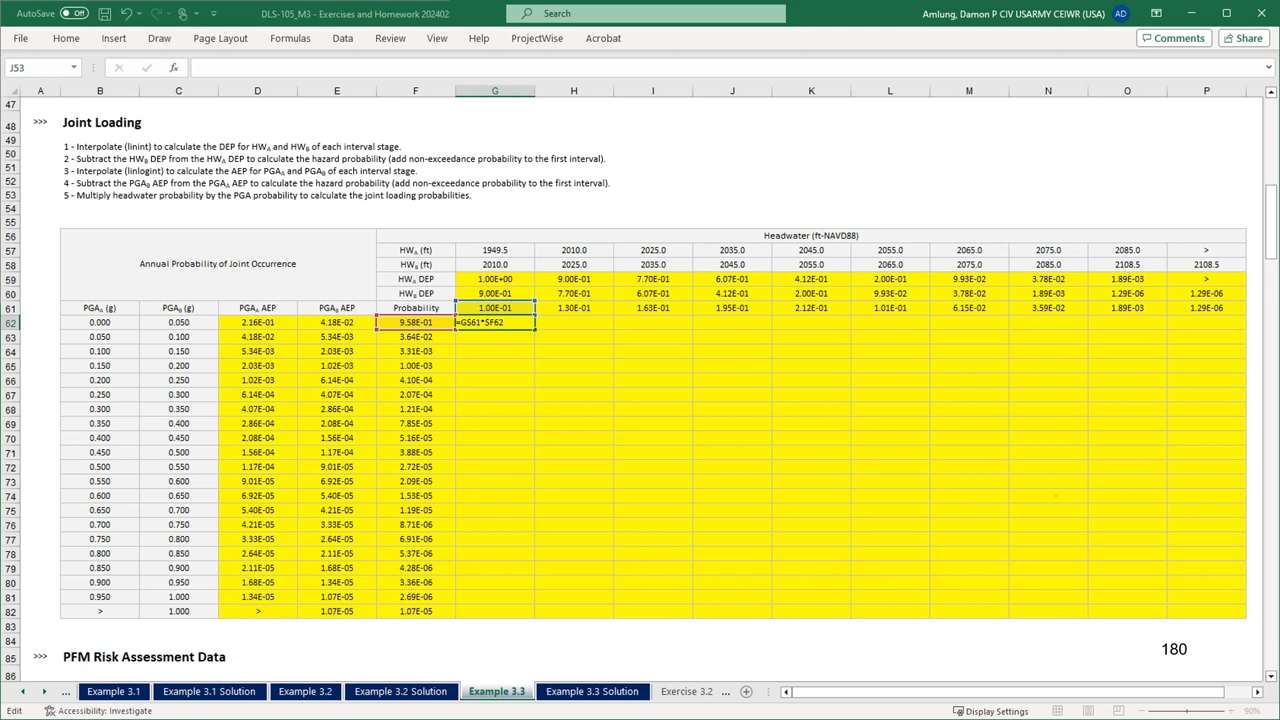 AutoSave Off DLS-105_M3 - Exercises and Homework 202402 Search Amlung, Damon P CIV USARMY CEIWR (USA) AD
File Home Insert Draw Page Layout Formulas Data Review View Help ProjectWise Acrobat Comments Share
J53 fx
A B C D E F G H I J K L M N O P
47
48 >>> Joint Loading
49
50 1 - Interpolate (linint) to calculate the DEP for HWA and HWB of each interval stage.
51 2 - Subtract the HWB DEP from the HWA DEP to calculate the hazard probability (add non-exceedance probability to the first interval).
52 3 - Interpolate (linlogint) to calculate the AEP for PGAA and PGAB of each interval stage.
53 4 - Subtract the PGAB AEP from the PGAA AEP to calculate the hazard probability (add non-exceedance probability to the first interval).
54 5 - Multiply headwater probability by the PGA probability to calculate the joint loading probabilities.
55
56 Headwater (ft-NAVD88)
57 HWA (ft) 1949.5 2010.0 2025.0 2035.0 2045.0 2055.0 2065.0 2075.0 2085.0 >
58 Annual Probability of Joint Occurrence HWB (ft) 2010.0 2025.0 2035.0 2045.0 2055.0 2065.0 2075.0 2085.0 2108.5 2108.5
59 HWA DEP 1.00E+00 9.00E-01 7.70E-01 6.07E-01 4.12E-01 2.00E-01 9.93E-02 3.78E-02 1.89E-03 >
60 HWB DEP 9.00E-01 7.70E-01 6.07E-01 4.12E-01 2.00E-01 9.93E-02 3.78E-02 1.89E-03 1.29E-06 1.29E-06
61 PGAA (g) PGAB (g) PGAA AEP PGAB AEP Probability 1.00E-01 1.30E-01 1.63E-01 1.95E-01 2.12E-01 1.01E-01 6.15E-02 3.59E-02 1.89E-03 1.29E-06
62 0.000 0.050 2.16E-01 4.18E-02 9.58E-01 =G$61*$F62
63 0.050 0.100 4.18E-02 5.34E-03 3.64E-02
64 0.100 0.150 5.34E-03 2.03E-03 3.31E-03
65 0.150 0.200 2.03E-03 1.02E-03 1.00E-03
66 0.200 0.250 1.02E-03 6.14E-04 4.10E-04
67 0.250 0.300 6.14E-04 4.07E-04 2.07E-04
68 0.300 0.350 4.07E-04 2.86E-04 1.21E-04
69 0.350 0.400 2.86E-04 2.08E-04 7.85E-05
70 0.400 0.450 2.08E-04 1.56E-04 5.16E-05
71 0.450 0.500 1.56E-04 1.17E-04 3.88E-05
72 0.500 0.550 1.17E-04 9.01E-05 2.72E-05
73 0.550 0.600 9.01E-05 6.92E-05 2.09E-05
74 0.600 0.650 6.92E-05 5.40E-05 1.53E-05
75 0.650 0.700 5.40E-05 4.21E-05 1.19E-05
76 0.700 0.750 4.21E-05 3.33E-05 8.71E-06
77 0.750 0.800 3.33E-05 2.64E-05 6.91E-06
78 0.800 0.850 2.64E-05 2.11E-05 5.37E-06
79 0.850 0.900 2.11E-05 1.68E-05 4.28E-06
80 0.900 0.950 1.68E-05 1.34E-05 3.36E-06
81 0.950 1.000 1.34E-05 1.07E-05 2.69E-06
82 > 1.000 > 1.07E-05 1.07E-05
83
84 180
85 >>> PFM Risk Assessment Data
86
... Example 3.1 Example 3.1 Solution Example 3.2 Example 3.2 Solution Example 3.3 Example 3.3 Solution Exercise 3.2 ...
Edit Accessibility: Investigate Display Settings 90%